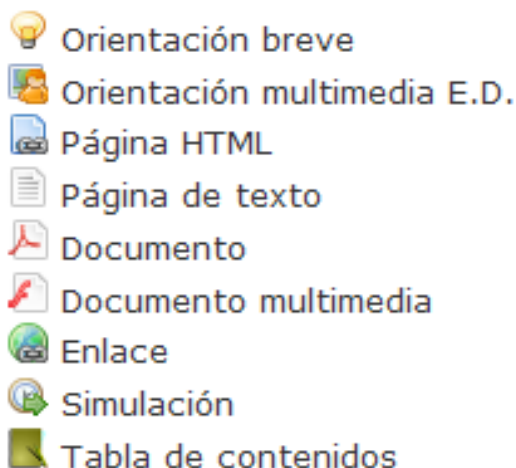 Orientación breve
Orientación multimedia E.D.
Página HTML
Página de texto
Documento
Documento multimedia
Enlace
Simulación
Tabla de contenidos